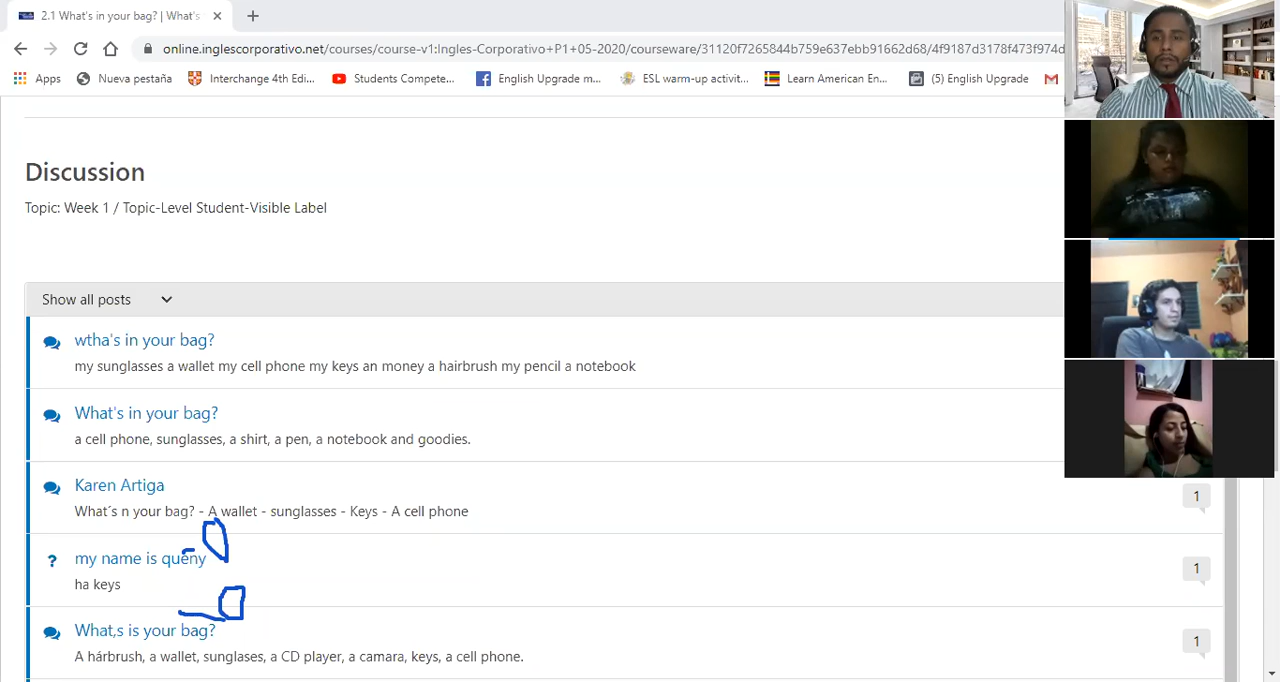 2.1 What's in your bag? | What's
online.inglescorporativo.net/courses/course-v1:Ingles-Corporativo+P1+05-2020/courseware/31120f7265844b759e637ebb91662d68/4f9187d3178f473f974d
Apps Nueva pestaña Interchange 4th Edi... Students Compete... English Upgrade m... ESL warm-up activit... Learn American En... (5) English Upgrade
Discussion
Topic: Week 1 / Topic-Level Student-Visible Label
Show all posts
wtha's in your bag?
my sunglasses a wallet my cell phone my keys an money a hairbrush my pencil a notebook
What's in your bag?
a cell phone, sunglasses, a shirt, a pen, a notebook and goodies.
Karen Artiga
What´s n your bag? - A wallet - sunglasses - Keys - A cell phone
1
my name is queny
ha keys
1
What,s is your bag?
A hárbrush, a wallet, sunglases, a CD player, a camara, keys, a cell phone.
1